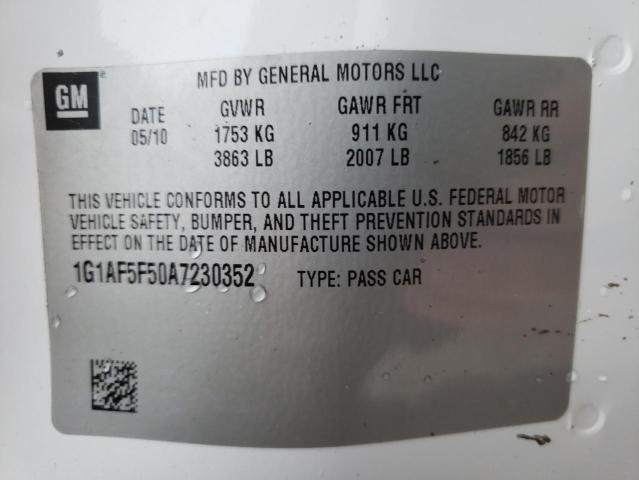 MFD BY GENERAL MOTORS LLC
GM
DATE GVWR GAWR FRT GAWR RR
05/10 1753 KG 911 KG 842 KG
3863 LB 2007 LB 1856 LB
THIS VEHICLE CONFORMS TO ALL APPLICABLE U.S. FEDERAL MOTOR
VEHICLE SAFETY, BUMPER, AND THEFT PREVENTION STANDARDS IN
EFFECT ON THE DATE OF MANUFACTURE SHOWN ABOVE.
1G1AF5F50A7230352 TYPE: PASS CAR